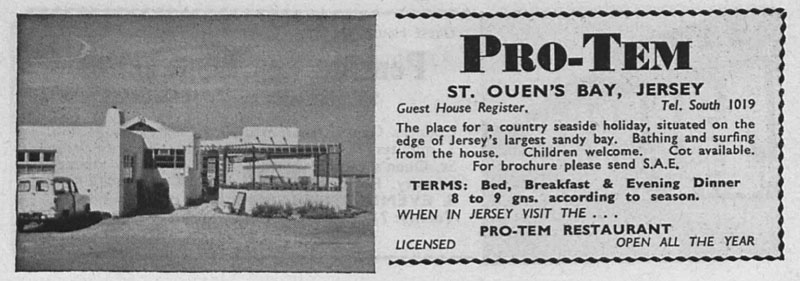 PRO-TEM
ST. OUEN'S BAY, JERSEY
Guest House Register. Tel. South 1019
The place for a country seaside holiday, situated on the
edge of Jersey's largest sandy bay. Bathing and surfing
from the house. Children welcome. Cot available.
For brochure please send S.A.E.
TERMS: Bed, Breakfast & Evening Dinner
8 to 9 gns. according to season.
WHEN IN JERSEY VISIT THE . . .
PRO-TEM RESTAURANT
LICENSED OPEN ALL THE YEAR